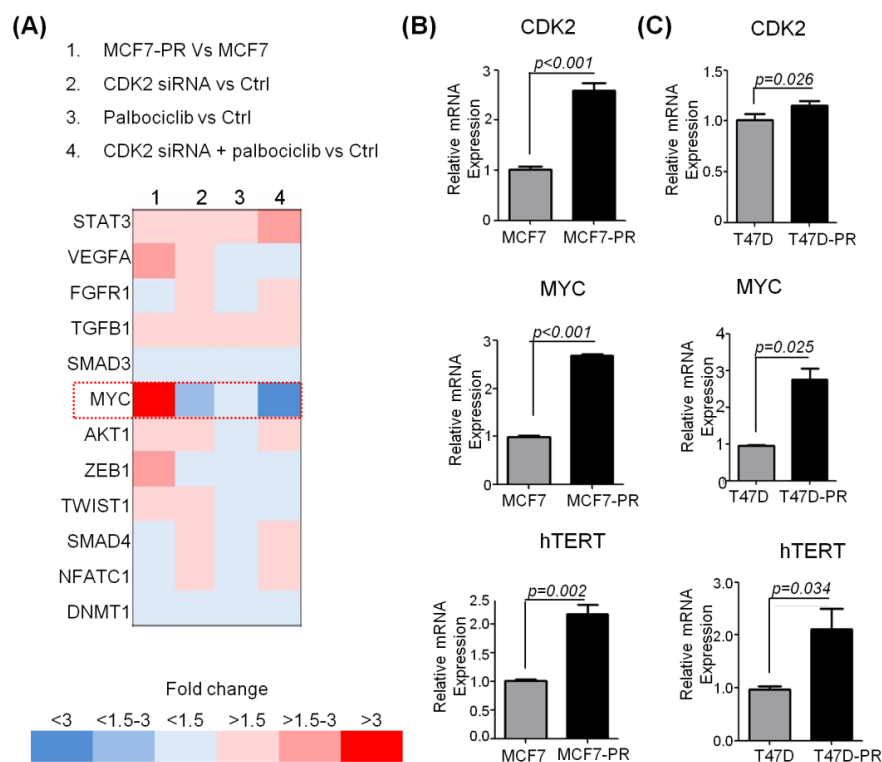 (A)
1. MCF7-PR Vs MCF7
2. CDK2 siRNA vs Ctrl
3. Palbociclib vs Ctrl
4. CDK2 siRNA + palbociclib vs Ctrl
1 2 3 4
STAT3
VEGFA
FGFR1
TGFB1
SMAD3
MYC
AKT1
ZEB1
TWIST1
SMAD4
NFATC1
DNMT1
Fold change
<3 <1.5-3 <1.5 >1.5 >1.5-3 >3
(B)
CDK2
Relative mRNA
Expression
3
2
1
0
p<0.001
MCF7 MCF7-PR
MYC
Relative mRNA
Expression
3
2
1
0
p<0.001
MCF7 MCF7-PR
hTERT
Relative mRNA
Expression
2.5
2.0
1.5
1.0
0.5
0
p=0.002
MCF7 MCF7-PR
(C)
CDK2
Relative mRNA
Expression
1.5
1.0
0.5
0.0
p=0.026
T47D T47D-PR
MYC
Relative mRNA
Expression
4
3
2
1
0
p=0.025
T47D T47D-PR
hTERT
Relative mRNA
Expression
3.0
2.0
1.0
0.0
p=0.034
T47D T47D-PR